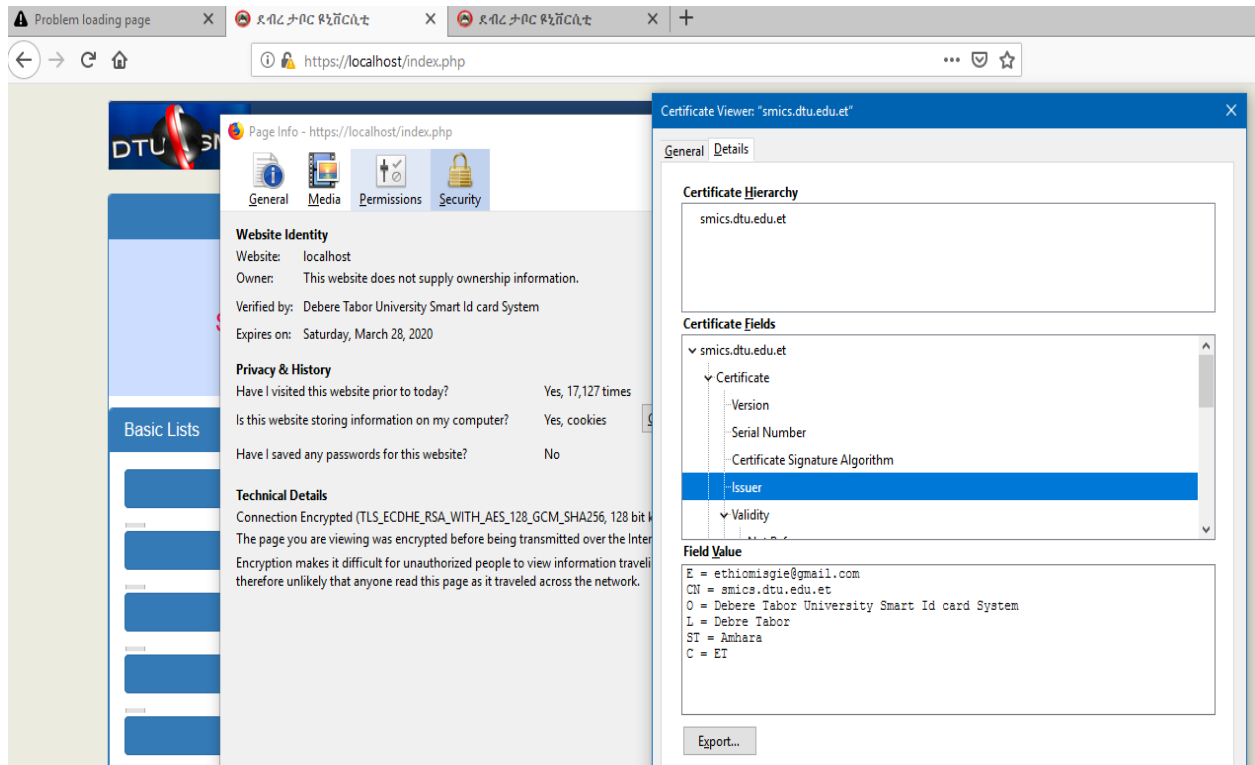 Problem loading page
ደብረ ታቦር ዩኒቨርሲቲ
ደብረ ታቦር ዩኒቨርሲቲ
https://localhost/index.php
DTU
Page Info - https://localhost/index.php
General Media Permissions Security
Website Identity
Website: localhost
Owner: This website does not supply ownership information.
Verified by: Debere Tabor University Smart Id card System
Expires on: Saturday, March 28, 2020
Privacy & History
Have I visited this website prior to today? Yes, 17,127 times
Is this website storing information on my computer? Yes, cookies
Have I saved any passwords for this website? No
Technical Details
Connection Encrypted (TLS_ECDHE_RSA_WITH_AES_128_GCM_SHA256, 128 bit
The page you are viewing was encrypted before being transmitted over the
Encryption makes it difficult for unauthorized people to view information
therefore unlikely that anyone read this page as it traveled across the network.
Basic Lists
Certificate Viewer: "smics.dtu.edu.et"
General Details
Certificate Hierarchy
smics.dtu.edu.et
Certificate Fields
smics.dtu.edu.et
Certificate
Version
Serial Number
Certificate Signature Algorithm
Issuer
Validity
Field Value
E = ethiomisgie@gmail.com
CN = smics.dtu.edu.et
O = Debere Tabor University Smart Id card System
L = Debre Tabor
ST = Amhara
C = ET
Export...